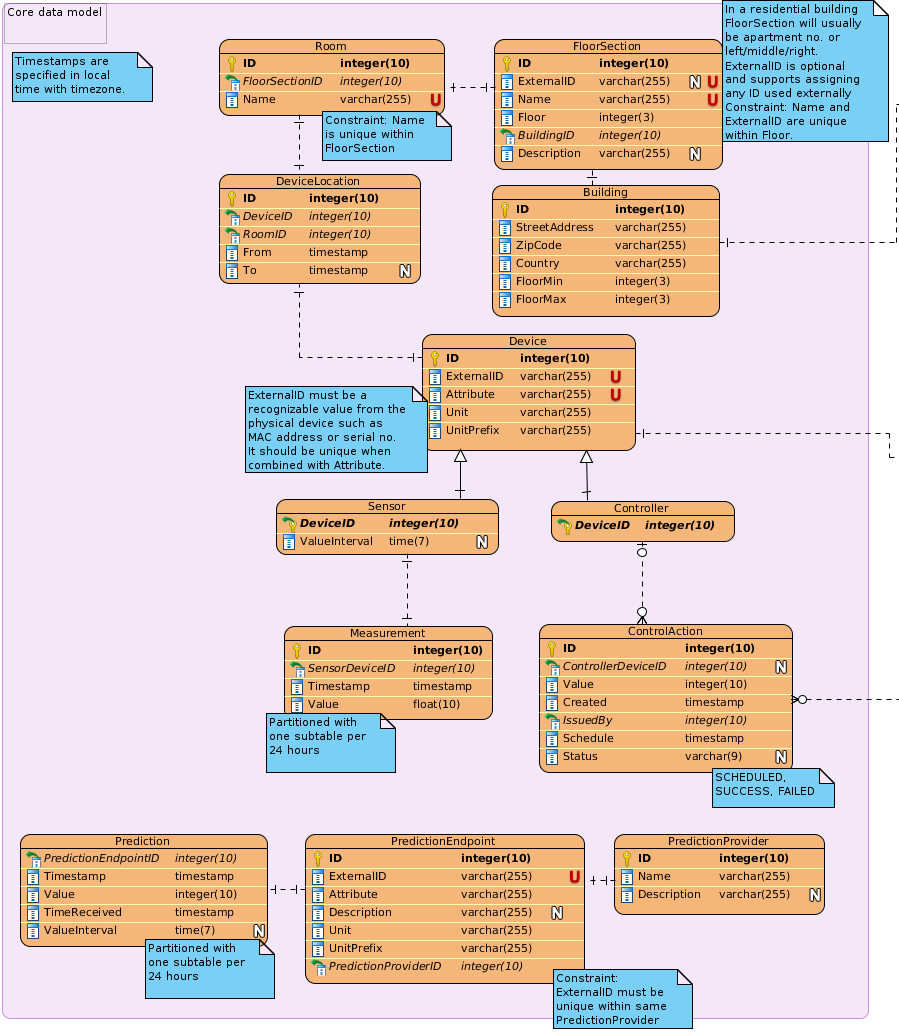 Core data model
Timestamps are
specified in local
time with timezone.
Room
ID integer(10)
FloorSectionID integer(10)
Name varchar(255) U
Constraint: Name
is unique within
FloorSection
FloorSection
ID integer(10)
ExternalID varchar(255) N U
Name varchar(255) U
Floor integer(3)
BuildingID integer(10)
Description varchar(255) N
In a residential building
FloorSection will usually
be apartment no. or
left/middle/right.
ExternalID is optional
and supports assigning
any ID used externally
Constraint: Name and
ExternalID are unique
within Floor.
DeviceLocation
ID integer(10)
DeviceID integer(10)
RoomID integer(10)
From timestamp
To timestamp N
Building
ID integer(10)
StreetAddress varchar(255)
ZipCode varchar(255)
Country varchar(255)
FloorMin integer(3)
FloorMax integer(3)
Device
ID integer(10)
ExternalID varchar(255) U
Attribute varchar(255) U
Unit varchar(255)
UnitPrefix varchar(255)
ExternalID must be a
recognizable value from the
physical device such as
MAC address or serial no.
It should be unique when
combined with Attribute.
Sensor
DeviceID integer(10)
ValueInterval time(7) N
Controller
DeviceID integer(10)
Measurement
ID integer(10)
SensorDeviceID integer(10)
Timestamp timestamp
Value float(10)
Partitioned with
one subtable per
24 hours
ControlAction
ID integer(10)
ControllerDeviceID integer(10) N
Value integer(10)
Created timestamp
IssuedBy integer(10)
Schedule timestamp
Status varchar(9) N
SCHEDULED,
SUCCESS, FAILED
Prediction
PredictionEndpointID integer(10)
Timestamp timestamp
Value integer(10)
TimeReceived timestamp
ValueInterval time(7) N
Partitioned with
one subtable per
24 hours
PredictionEndpoint
ID integer(10)
ExternalID varchar(255) U
Attribute varchar(255)
Description varchar(255) N
Unit varchar(255)
UnitPrefix varchar(255)
PredictionProviderID integer(10)
Constraint:
ExternalID must be
unique within same
PredictionProvider
PredictionProvider
ID integer(10)
Name varchar(255)
Description varchar(255) N